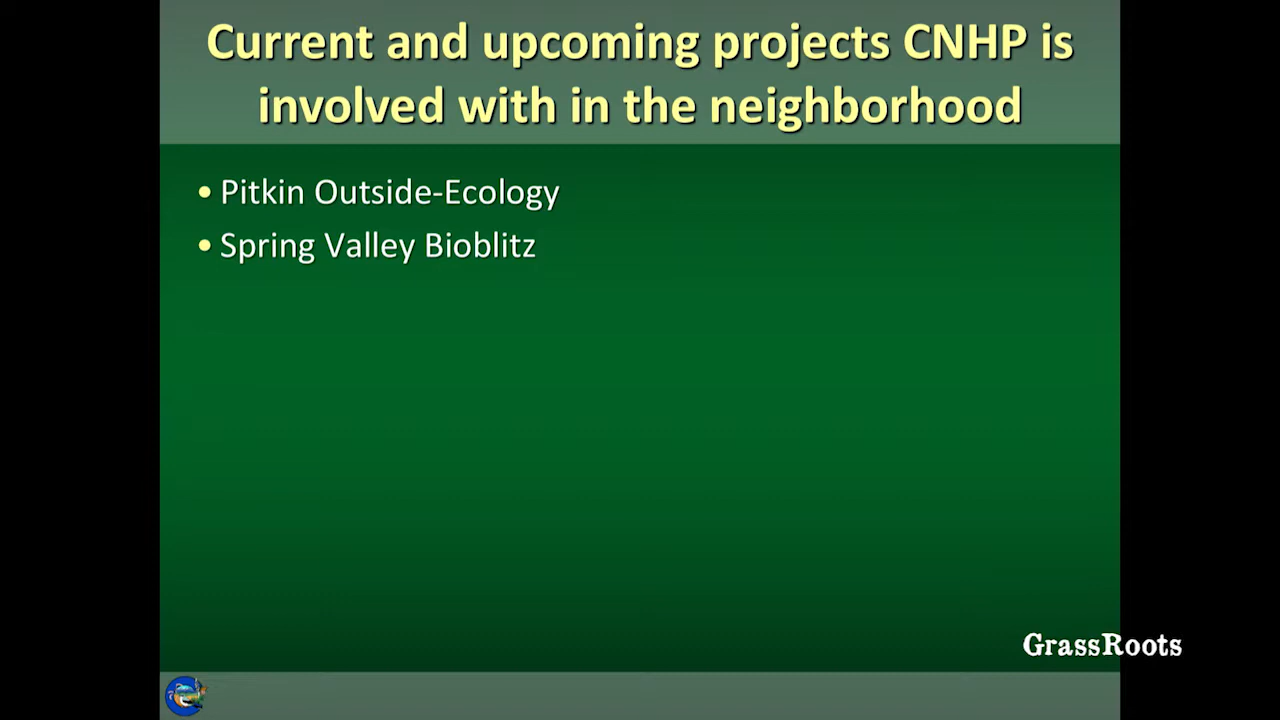 Current and upcoming projects CNHP is
involved with in the neighborhood
• Pitkin Outside-Ecology
• Spring Valley Bioblitz
GrassRoots